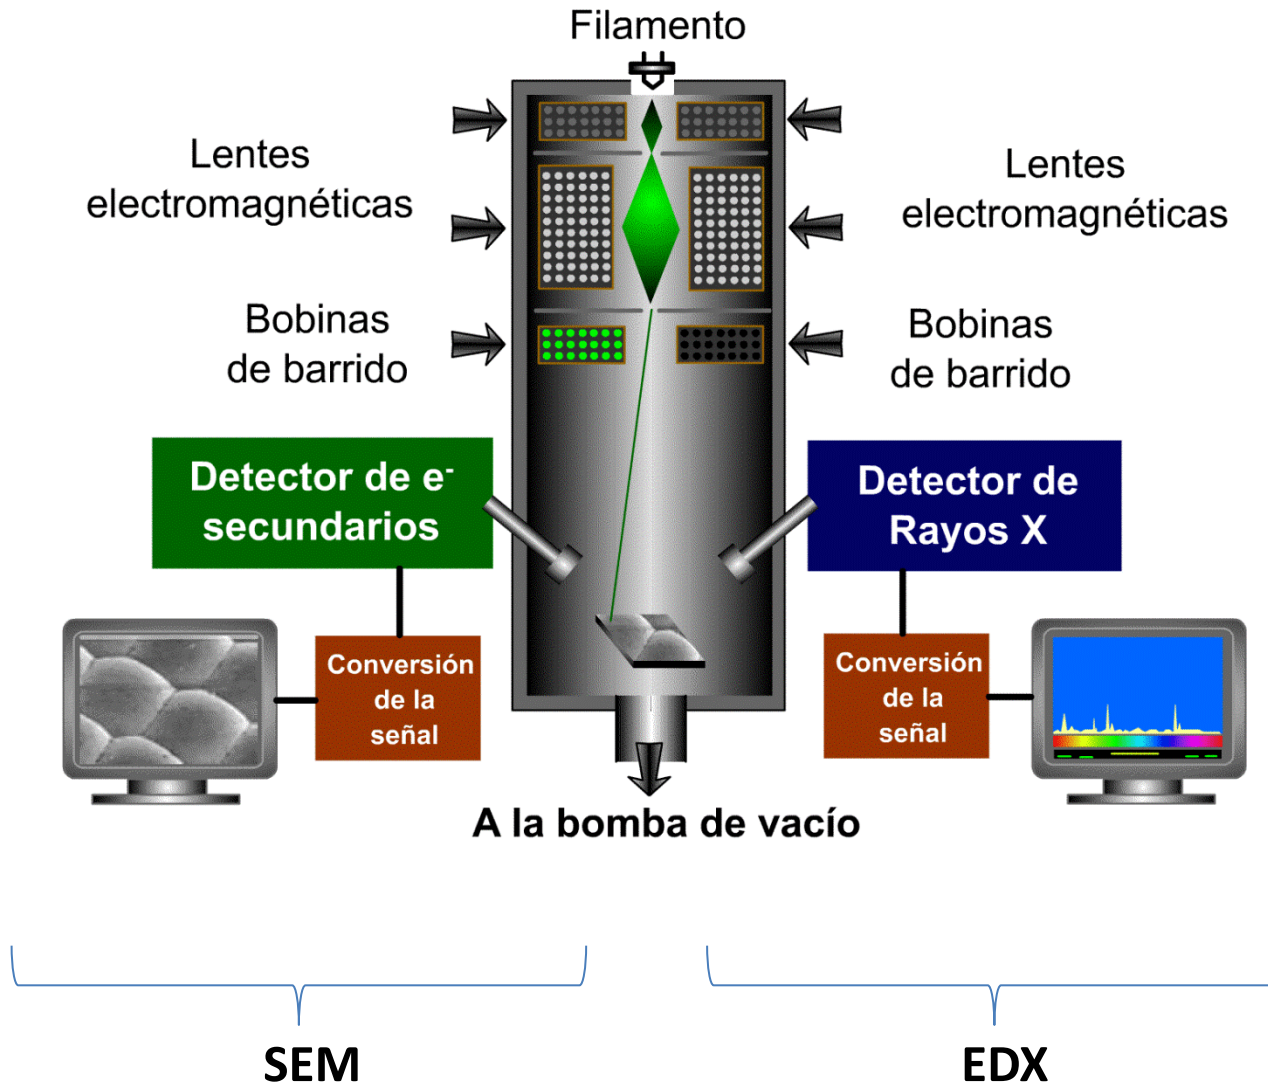 Filamento
Lentes
electromagnéticas
Lentes
electromagnéticas
Bobinas
de barrido
Bobinas
de barrido
Detector de e-
secundarios
Detector de
Rayos X
Conversión
de la
señal
Conversión
de la
señal
A la bomba de vacío
SEM
EDX